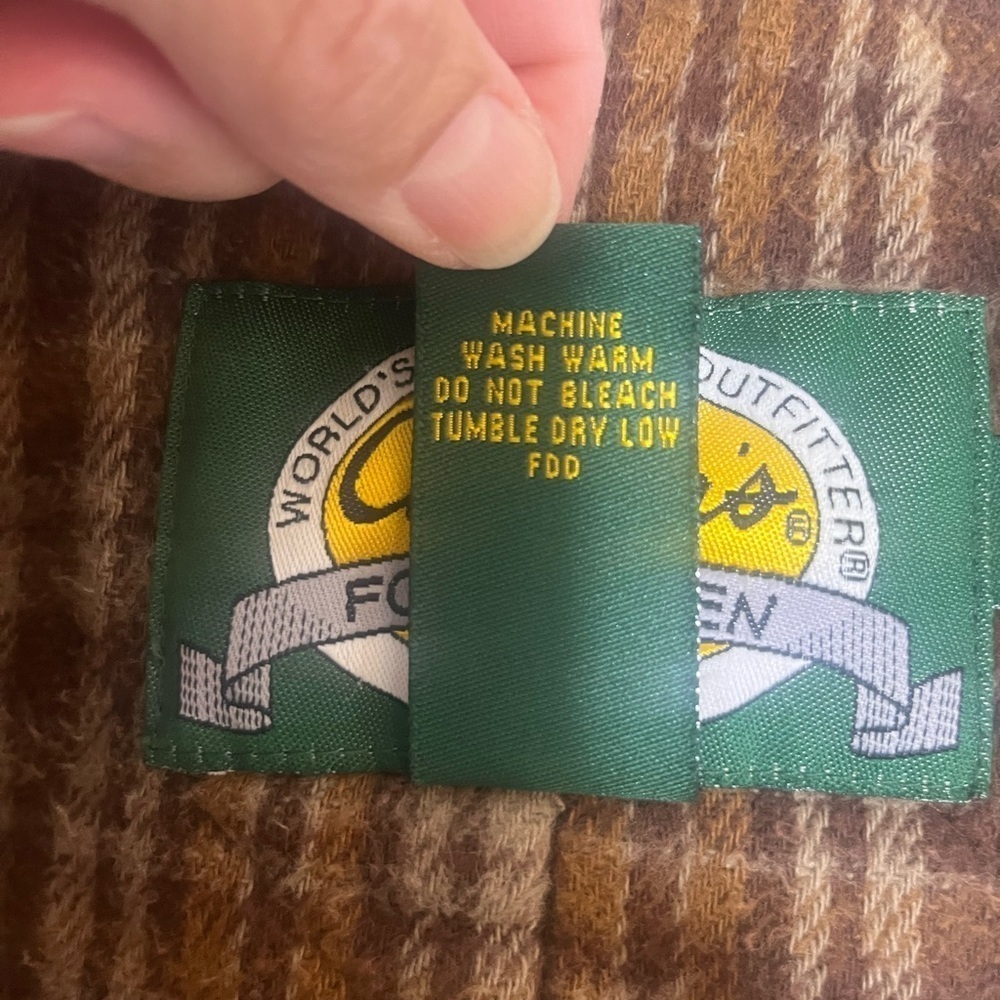 MACHINE
WASH WARM
DO NOT BLEACH
TUMBLE DRY LOW
FDD
WORLD'S
OUTFITTER®
's®